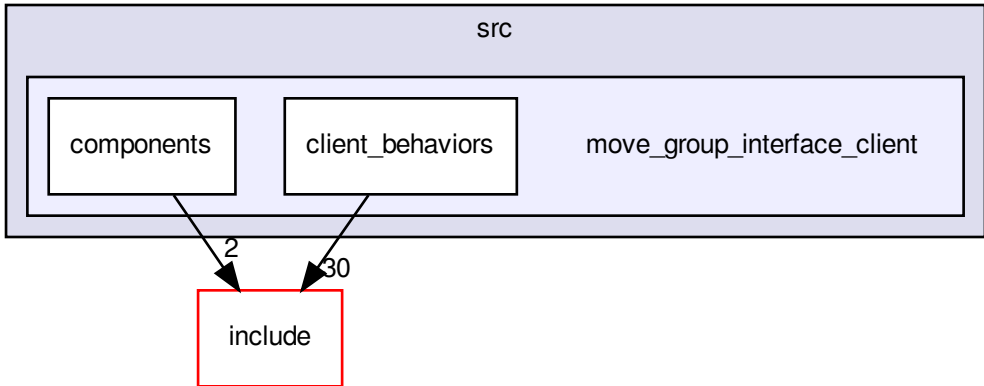 src
components
client_behaviors
move_group_interface_client
2
30
include